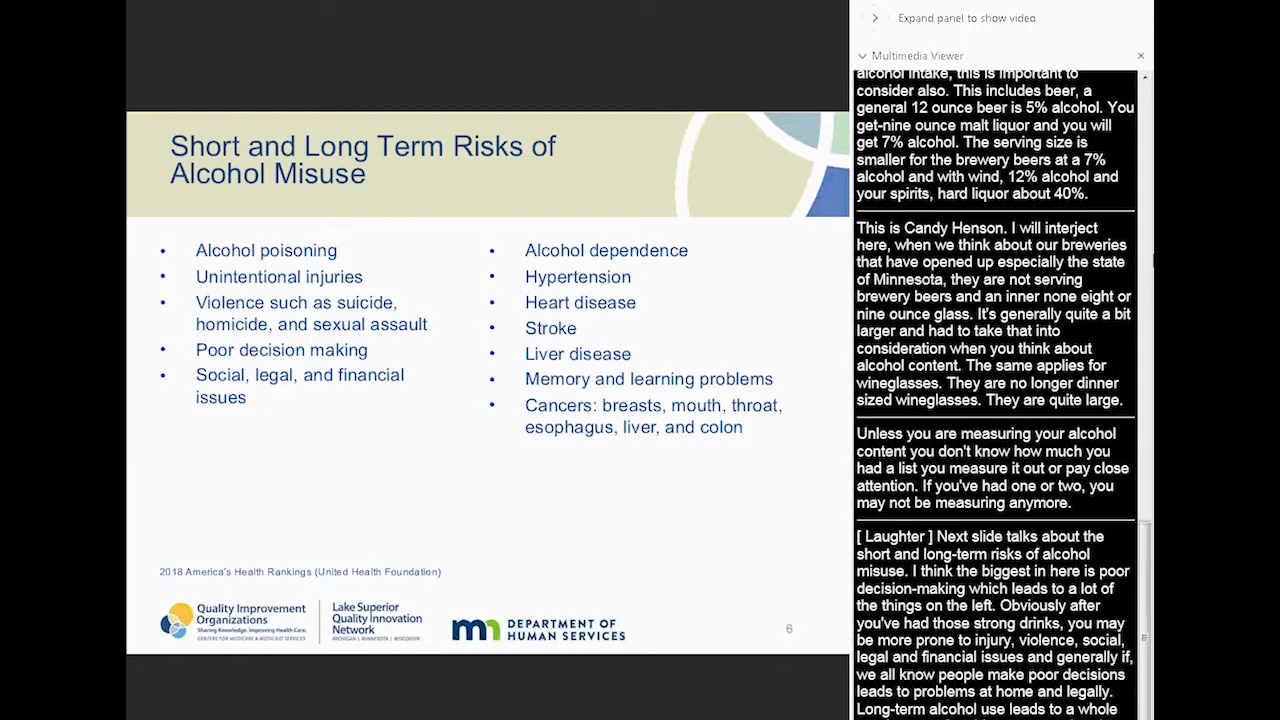 Short and Long Term Risks of
Alcohol Misuse
• Alcohol poisoning
• Unintentional injuries
• Violence such as suicide,
homicide, and sexual assault
• Poor decision making
• Social, legal, and financial
issues
• Alcohol dependence
• Hypertension
• Heart disease
• Stroke
• Liver disease
• Memory and learning problems
• Cancers: breasts, mouth, throat,
esophagus, liver, and colon
2018 America's Health Rankings (United Health Foundation)
Quality Improvement
Organizations
Sharing Knowledge. Improving Health Care.
CENTERS FOR MEDICARE & MEDICAID SERVICES
Lake Superior
Quality Innovation
Network
MICHIGAN | MINNESOTA | WISCONSIN
mn DEPARTMENT OF
HUMAN SERVICES
6
Expand panel to show video
Multimedia Viewer
alcohol intake, this is important to
consider also. This includes beer, a
general 12 ounce beer is 5% alcohol. You
get-nine ounce malt liquor and you will
get 7% alcohol. The serving size is
smaller for the brewery beers at a 7%
alcohol and with wind, 12% alcohol and
your spirits, hard liquor about 40%.
This is Candy Henson. I will interject
here, when we think about our breweries
that have opened up especially the state
of Minnesota, they are not serving
brewery beers and an inner none eight or
nine ounce glass. It's generally quite a bit
larger and had to take that into
consideration when you think about
alcohol content. The same applies for
wineglasses. They are no longer dinner
sized wineglasses. They are quite large.
Unless you are measuring your alcohol
content you don't know how much you
had a list you measure it out or pay close
attention. If you've had one or two, you
may not be measuring anymore.
[ Laughter ] Next slide talks about the
short and long-term risks of alcohol
misuse. I think the biggest in here is poor
decision-making which leads to a lot of
the things on the left. Obviously after
you've had those strong drinks, you may
be more prone to injury, violence, social,
legal and financial issues and generally if,
we all know people make poor decisions
leads to problems at home and legally.
Long-term alcohol use leads to a whole